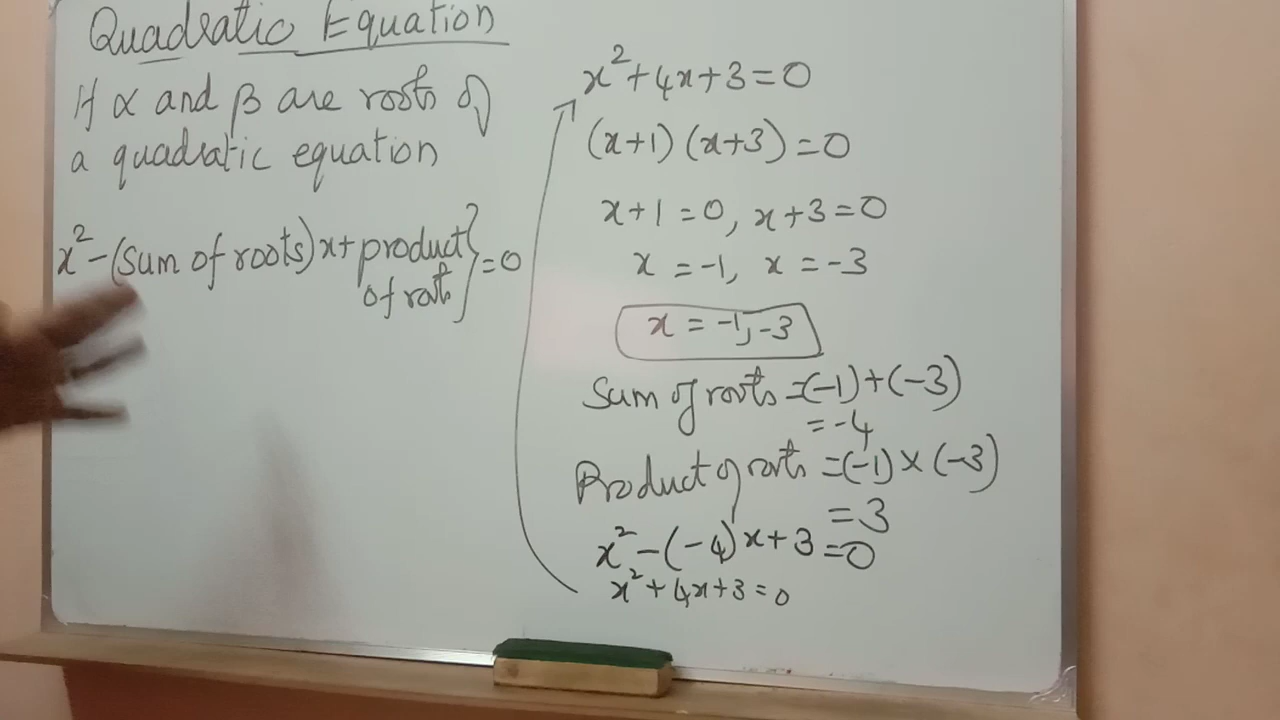 Quadratic Equation
If α and β are roots of
a quadratic equation
x² - (Sum of roots)x + product
of roots } = 0
x² + 4x + 3 = 0
(x+1) (x+3) = 0
x+1 = 0, x+3 = 0
x = -1, x = -3
x = -1, -3
Sum of roots = (-1) + (-3)
= -4
Product of roots = (-1) × (-3)
= 3
x² - (-4)x + 3 = 0
x² + 4x + 3 = 0